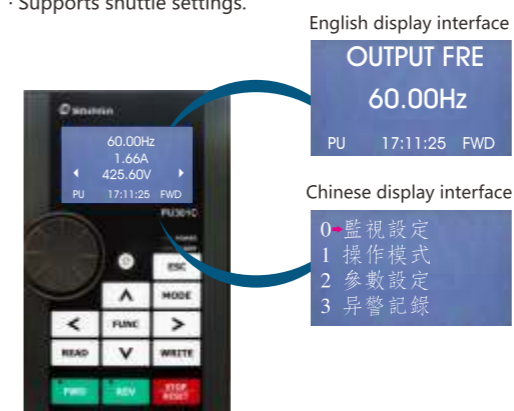 · Supports shuttle settings.
English display interface
OUTPUT FRE
60.00Hz
PU 17:11:25 FWD
60.00Hz
1.66A
425.60V
PU 17:11:25 FWD
PU301C
ESC
MODE
FUNC
READ
WRITE
FWD
REV
STOP
RESET
Chinese display interface
0 監視設定
1 操作模式
2 參數設定
3 异警記錄